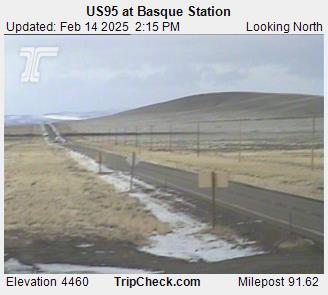 US95 at Basque Station
Updated: Feb 14 2025 2:15 PM Looking North
Elevation 4460 TripCheck.com Milepost 91.62